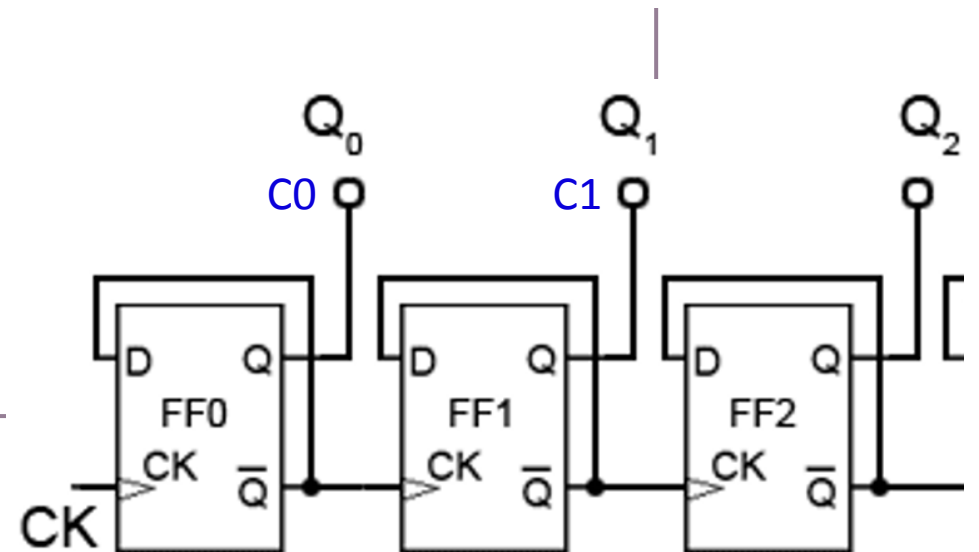 Q0 Q1 Q2
C0 C1
D Q D Q D Q
FF0 FF1 FF2
CK CK CK
Q̅ Q̅ Q̅
CK